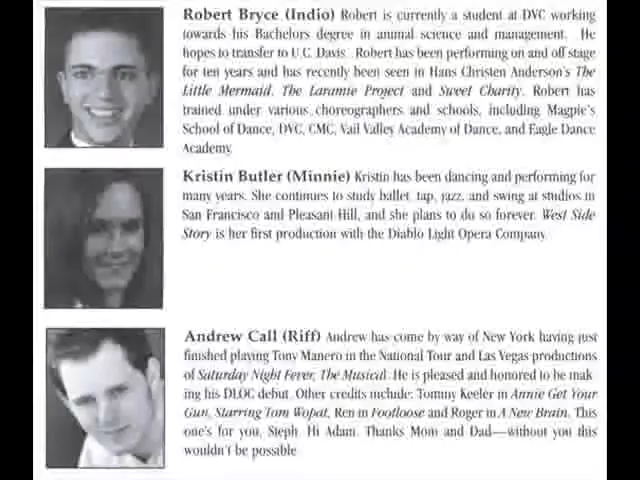 Robert Bryce (Indio) Robert is currently a student at DVC working
towards his Bachelors degree in animal science and management. He
hopes to transfer to U.C. Davis. Robert has been performing on and off stage
for ten years and has recently been seen in Hans Christen Anderson's The
Little Mermaid, The Laramie Project and Sweet Charity. Robert has
trained under various choreographers and schools, including Magpie's
School of Dance, DVC, CMC, Vail Valley Academy of Dance, and Eagle Dance
Academy.
Kristin Butler (Minnie) Kristin has been dancing and performing for
many years. She continues to study ballet, tap, jazz, and swing at studios in
San Francisco and Pleasant Hill, and she plans to do so forever. West Side
Story is her first production with the Diablo Light Opera Company.
Andrew Call (Riff) Andrew has come by way of New York having just
finished playing Tony Manero in the National Tour and Las Vegas productions
of Saturday Night Fever, The Musical. He is pleased and honored to be mak
ing his DLOC debut. Other credits include: Tommy Keeler in Annie Get Your
Gun, Starring Tom Wopat, Ren in Footloose and Roger in A New Brain. This
one's for you, Steph. Hi Adam. Thanks Mom and Dad—without you this
wouldn't be possible